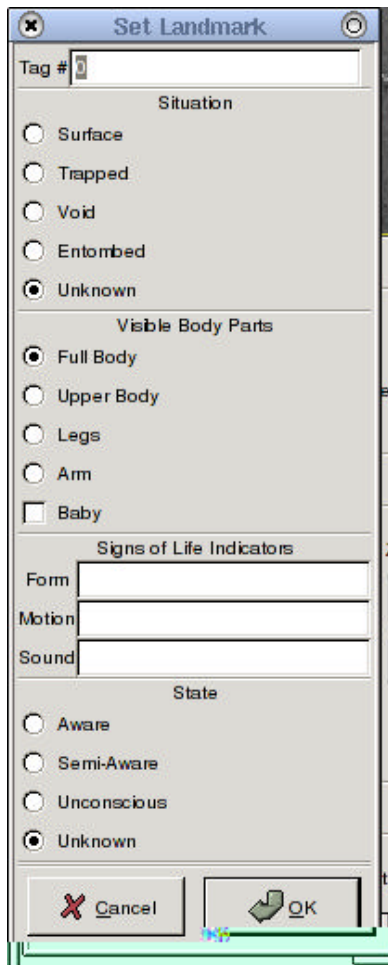 Set Landmark
Tag # 0
Situation
Surface
Trapped
Void
Entombed
Unknown
Visible Body Parts
Full Body
Upper Body
Legs
Arm
Baby
Signs of Life Indicators
Form
Motion
Sound
State
Aware
Semi-Aware
Unconscious
Unknown
Cancel OK